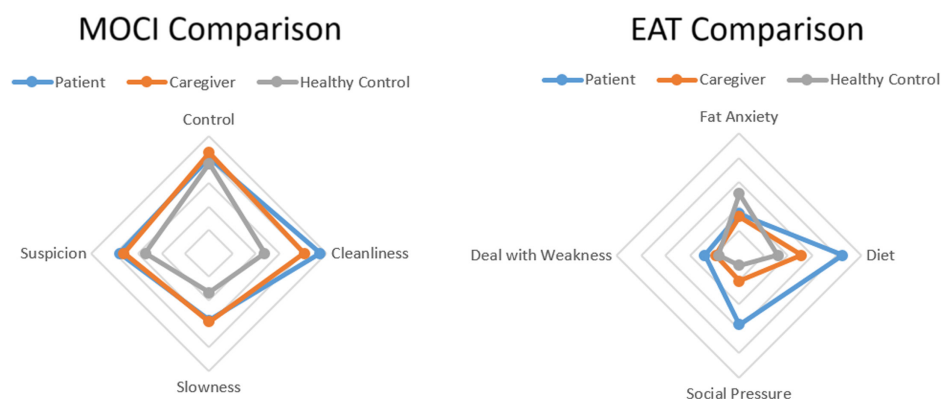 MOCI Comparison
Patient Caregiver Healthy Control
Control
Suspicion
Cleanliness
Slowness
EAT Comparison
Patient Caregiver Healthy Control
Fat Anxiety
Deal with Weakness
Diet
Social Pressure